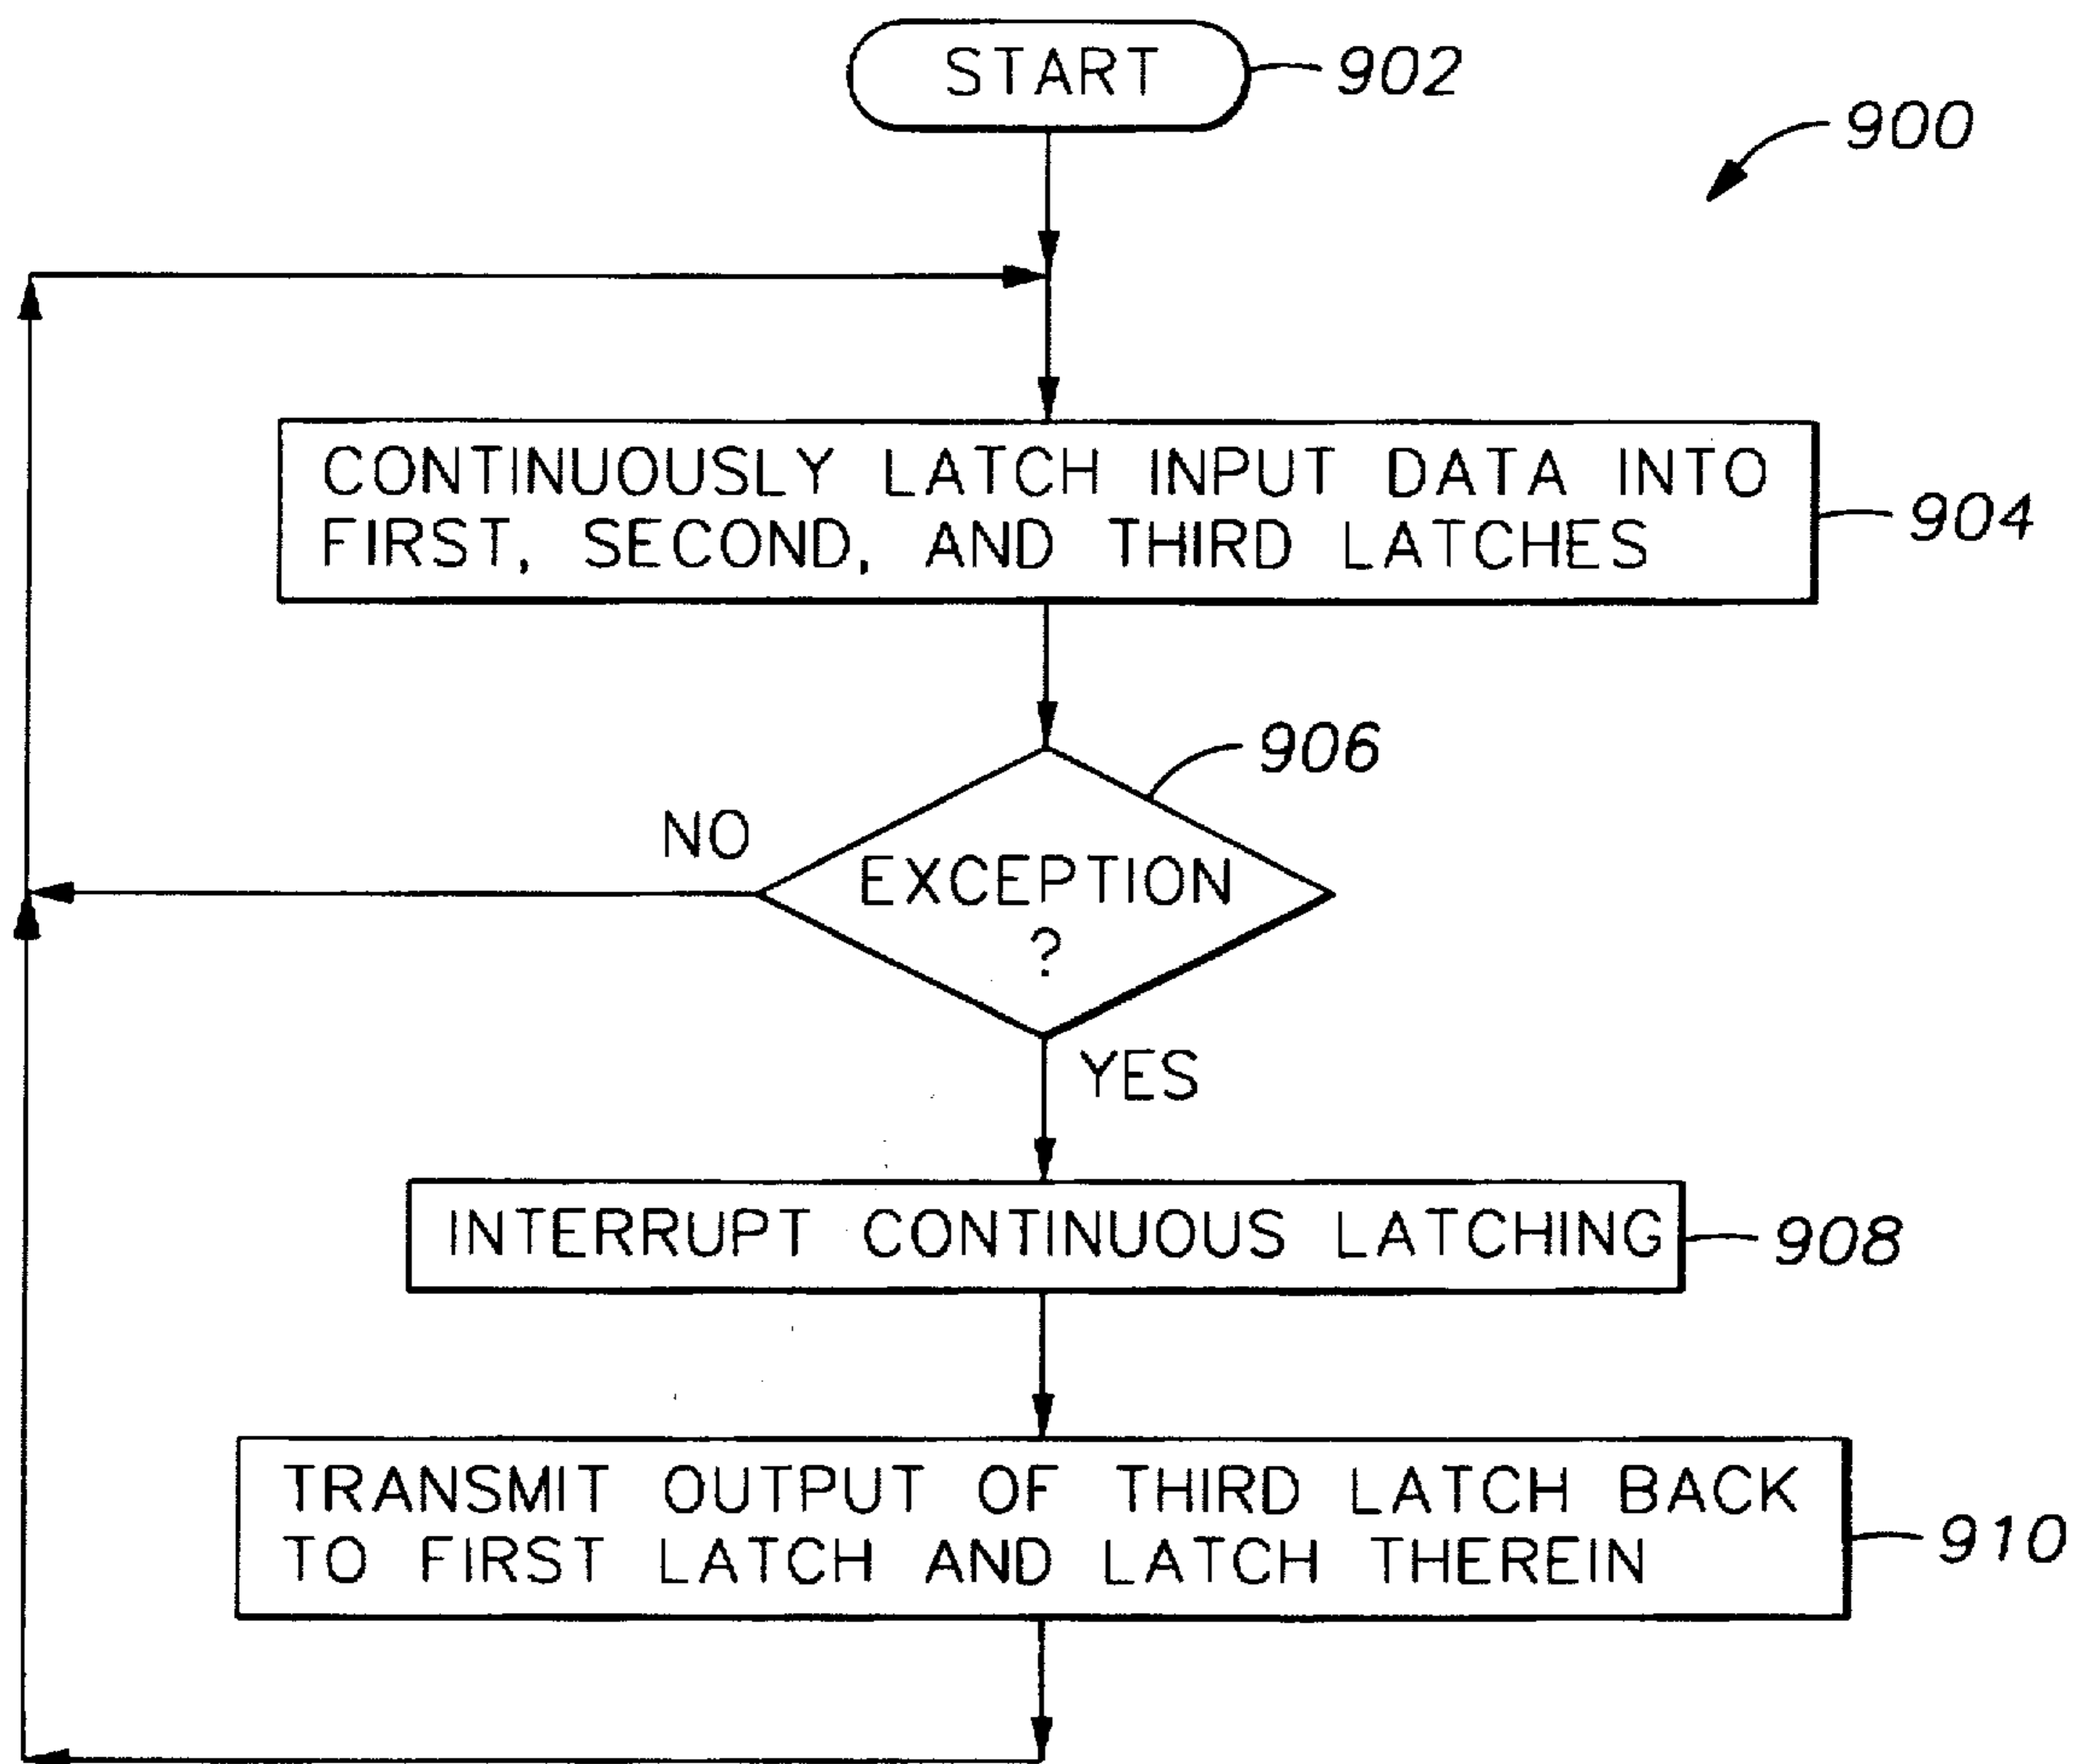 START
902
900
CONTINUOUSLY LATCH INPUT DATA INTO
FIRST, SECOND, AND THIRD LATCHES
904
906
NO
EXCEPTION
?
YES
INTERRUPT CONTINUOUS LATCHING
908
TRANSMIT OUTPUT OF THIRD LATCH BACK
TO FIRST LATCH AND LATCH THEREIN
910